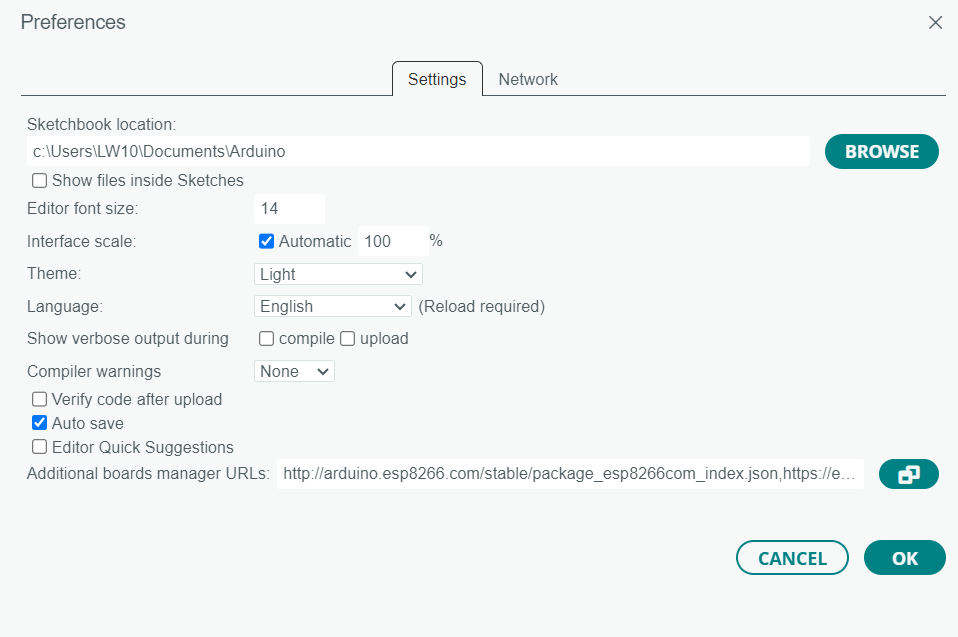 Preferences
Settings Network
Sketchbook location:
c:\Users\LW10\Documents\Arduino
BROWSE
Show files inside Sketches
Editor font size: 14
Interface scale: Automatic 100 %
Theme: Light
Language: English (Reload required)
Show verbose output during compile upload
Compiler warnings None
Verify code after upload
Auto save
Editor Quick Suggestions
Additional boards manager URLs: http://arduino.esp8266.com/stable/package_esp8266com_index.json,https://e...
CANCEL OK